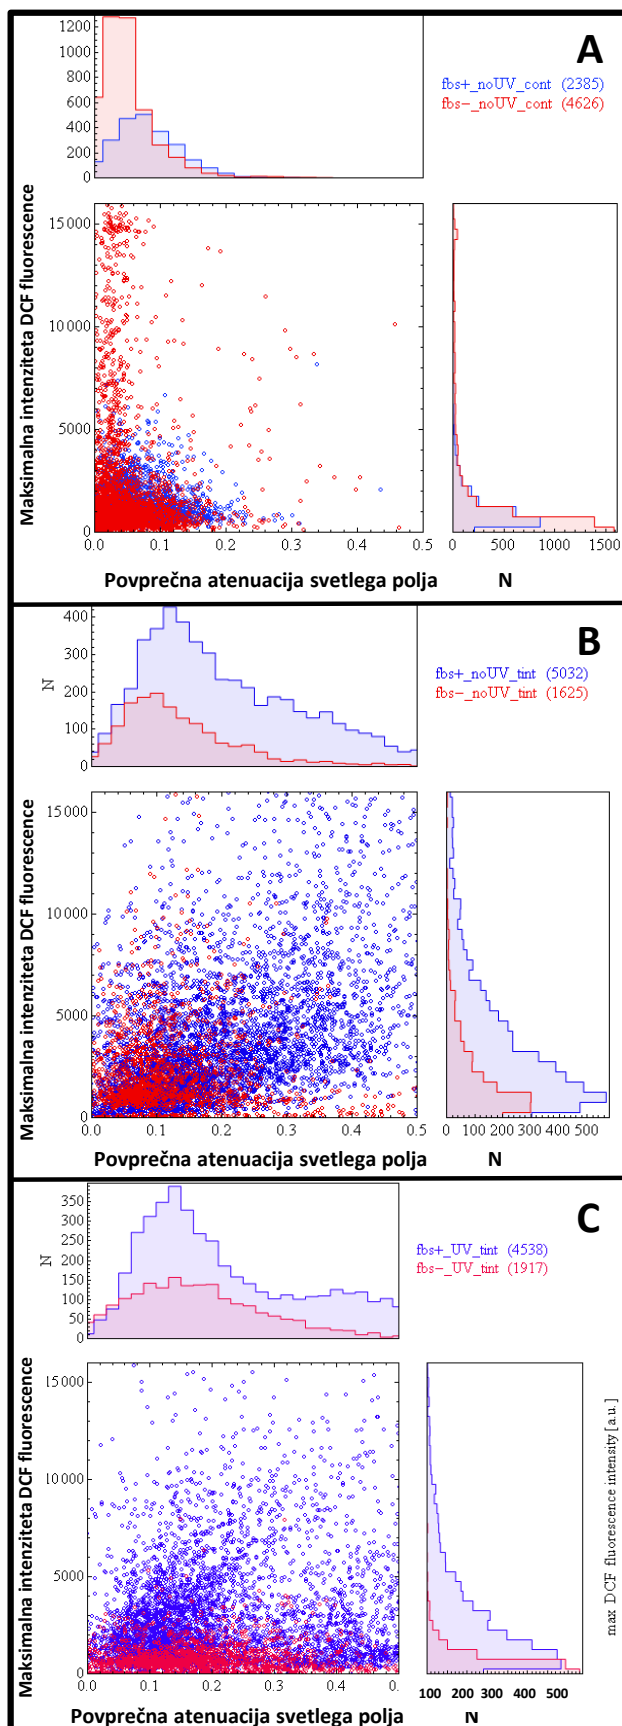 A
fbs+_noUV_cont (2385)
fbs−_noUV_cont (4626)
1200
1000
800
600
400
200
0
Maksimalna intenziteta DCF fluorescence
15000
10000
5000
0
0.0 0.1 0.2 0.3 0.4 0.5
0 500 1000 1500
Povprečna atenuacija svetlega polja N
B
fbs+_noUV_tint (5032)
fbs−_noUV_tint (1625)
N
400
300
200
100
0
Maksimalna intenziteta DCF fluorescence
15000
10000
5000
0
0.0 0.1 0.2 0.3 0.4 0.5
0 100 200 300 400 500
Povprečna atenuacija svetlega polja N
C
fbs+_UV_tint (4538)
fbs−_UV_tint (1917)
N
350
300
250
200
150
100
50
0
Maksimalna intenziteta DCF fluorescence
15000
10000
5000
0
0.0 0.1 0.2 0.3 0.4 0.5
100 200 300 400 500
max DCF fluorescence intensity [a.u.]
Povprečna atenuacija svetlega polja N